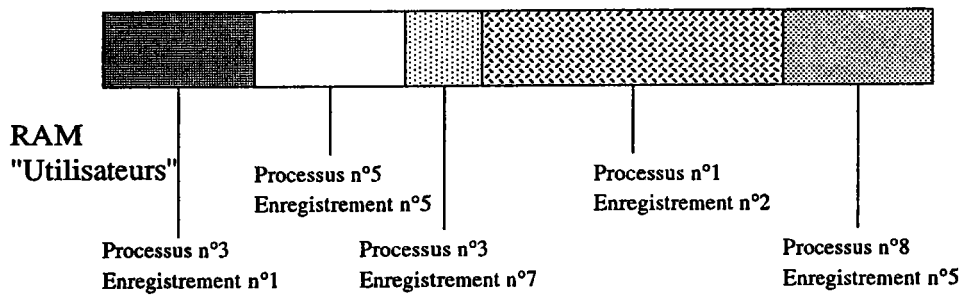 RAM
"Utilisateurs"
Processus n°5
Enregistrement n°5
Processus n°1
Enregistrement n°2
Processus n°3
Enregistrement n°1
Processus n°3
Enregistrement n°7
Processus n°8
Enregistrement n°5